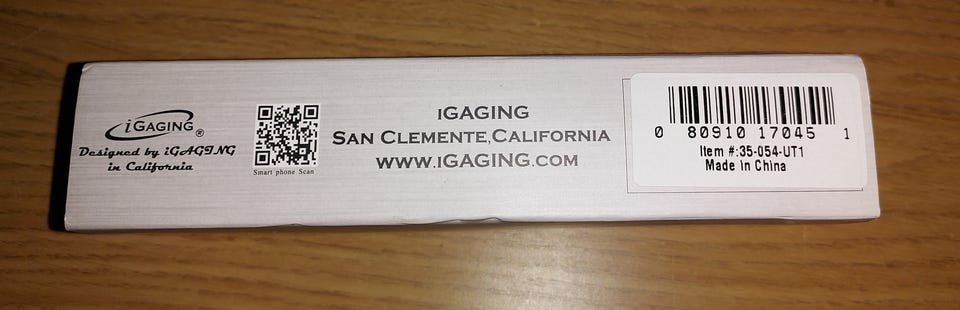 iGAGING®
Designed by iGAGING
in California
Smart phone Scan
iGAGING
SAN CLEMENTE,CALIFORNIA
WWW.IGAGING.COM
0 80910 17045 1
Item #:35-054-UT1
Made In China